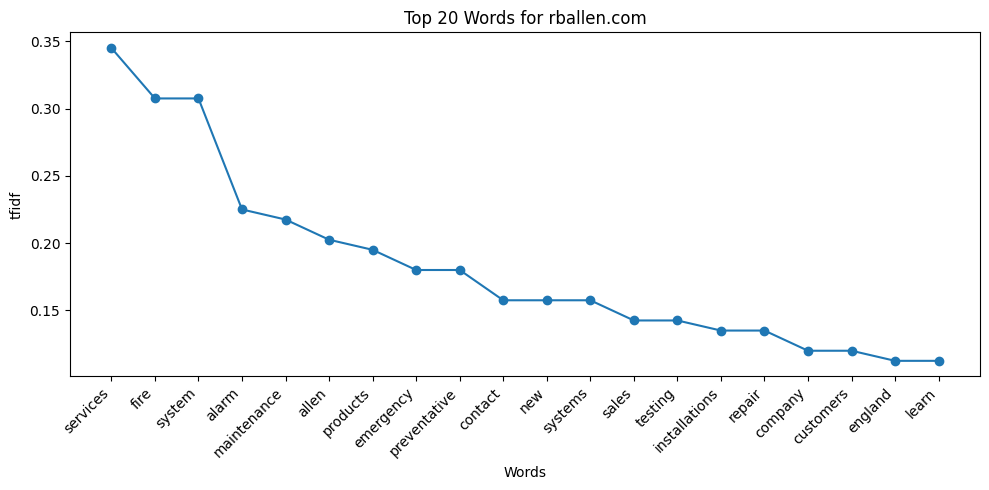 Top 20 Words for rballen.com
tfidf
0.35
0.30
0.25
0.20
0.15
services
fire
system
alarm
maintenance
allen
products
emergency
preventative
contact
new
systems
sales
testing
installations
repair
company
customers
england
learn
Words